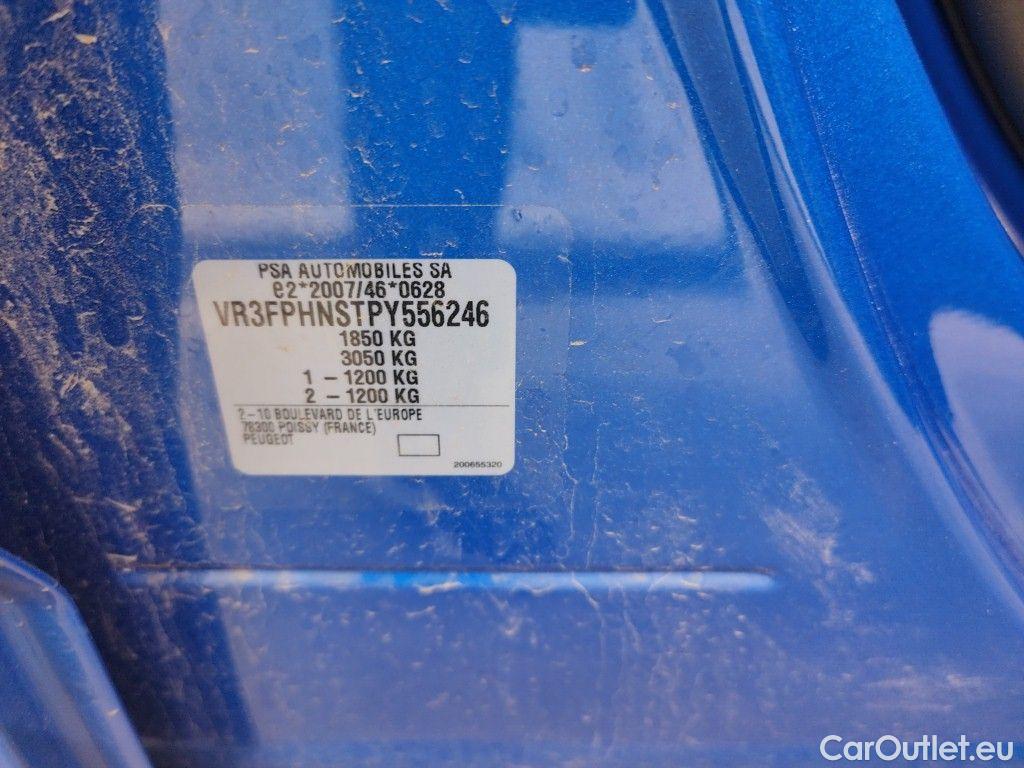 PSA AUTOMOBILES SA
e2*2007/46*0628
VR3FPHNSTPY556246
1850 KG
3050 KG
1 – 1200 KG
2 – 1200 KG
2-10 BOULEVARD DE L'EUROPE
78300 POISSY (FRANCE)
PEUGEOT
200655320
CarOutlet.eu